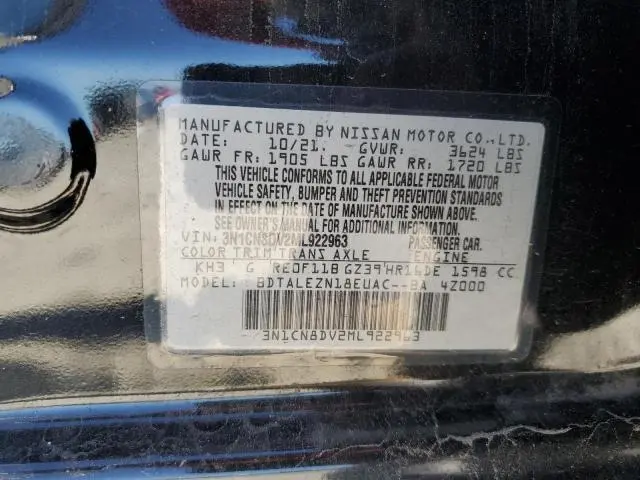 MANUFACTURED BY NISSAN MOTOR CO.,LTD.
DATE: 10/21. GVWR: 3624 LBS
GAWR FR: 1905 LBS GAWR RR: 1720 LBS
THIS VEHICLE CONFORMS TO ALL APPLICABLE FEDERAL MOTOR
VEHICLE SAFETY, BUMPER AND THEFT PREVENTION STANDARDS
IN EFFECT ON THE DATE OF MANUFACTURE SHOWN ABOVE.
SEE OWNER'S MANUAL FOR ADDITIONAL INFORMATION.
VIN: 3N1CN8DV2ML922963 PASSENGER CAR.
COLOR TRIM TRANS AXLE ENGINE
KH3 G RE0F11B GZ39 HR16DE 1598 CC
MODEL: BDTALEZN18EUAC--BA 4Z000
3N1CN8DV2ML922963